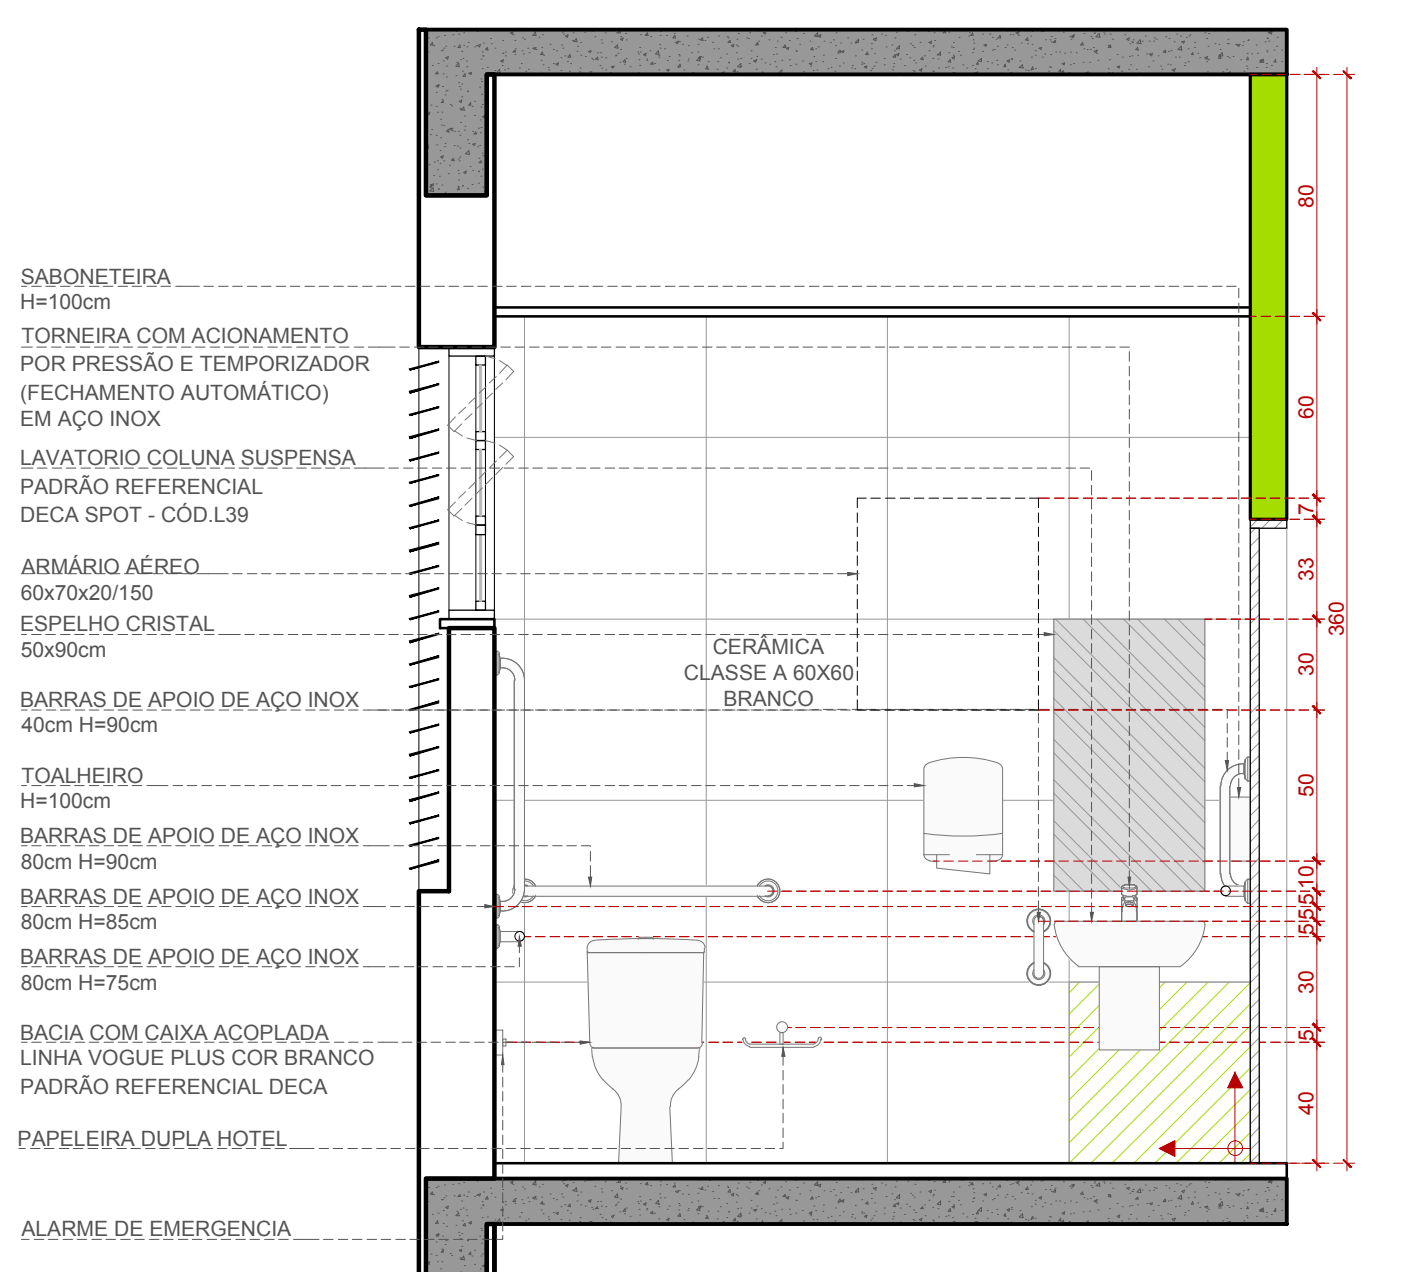 SABONETEIRA
H=100cm
TORNEIRA COM ACIONAMENTO
POR PRESSÃO E TEMPORIZADOR
(FECHAMENTO AUTOMÁTICO)
EM AÇO INOX
LAVATORIO COLUNA SUSPENSA
PADRÃO REFERENCIAL
DECA SPOT - CÓD.L39
ARMÁRIO AÉREO
60x70x20/150
ESPELHO CRISTAL
50x90cm
BARRAS DE APOIO DE AÇO INOX
40cm H=90cm
TOALHEIRO
H=100cm
BARRAS DE APOIO DE AÇO INOX
80cm H=90cm
BARRAS DE APOIO DE AÇO INOX
80cm H=85cm
BARRAS DE APOIO DE AÇO INOX
80cm H=75cm
BACIA COM CAIXA ACOPLADA
LINHA VOGUE PLUS COR BRANCO
PADRÃO REFERENCIAL DECA
PAPELEIRA DUPLA HOTEL
ALARME DE EMERGENCIA
CERÂMICA
CLASSE A 60X60
BRANCO
80
60
7
33
30
50
10
5
5
5
30
5
40
360